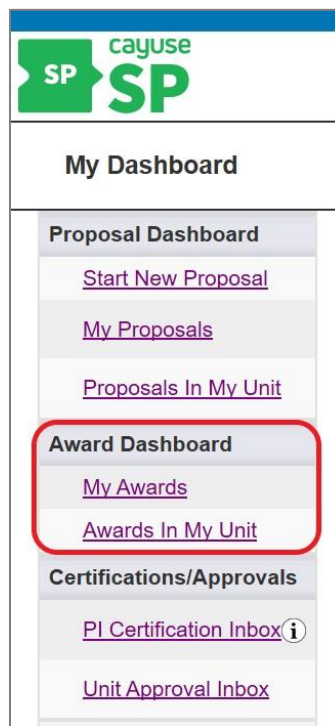 SP
cayuse
SP
My Dashboard
Proposal Dashboard
Start New Proposal
My Proposals
Proposals In My Unit
Award Dashboard
My Awards
Awards In My Unit
Certifications/Approvals
PI Certification Inbox i
Unit Approval Inbox